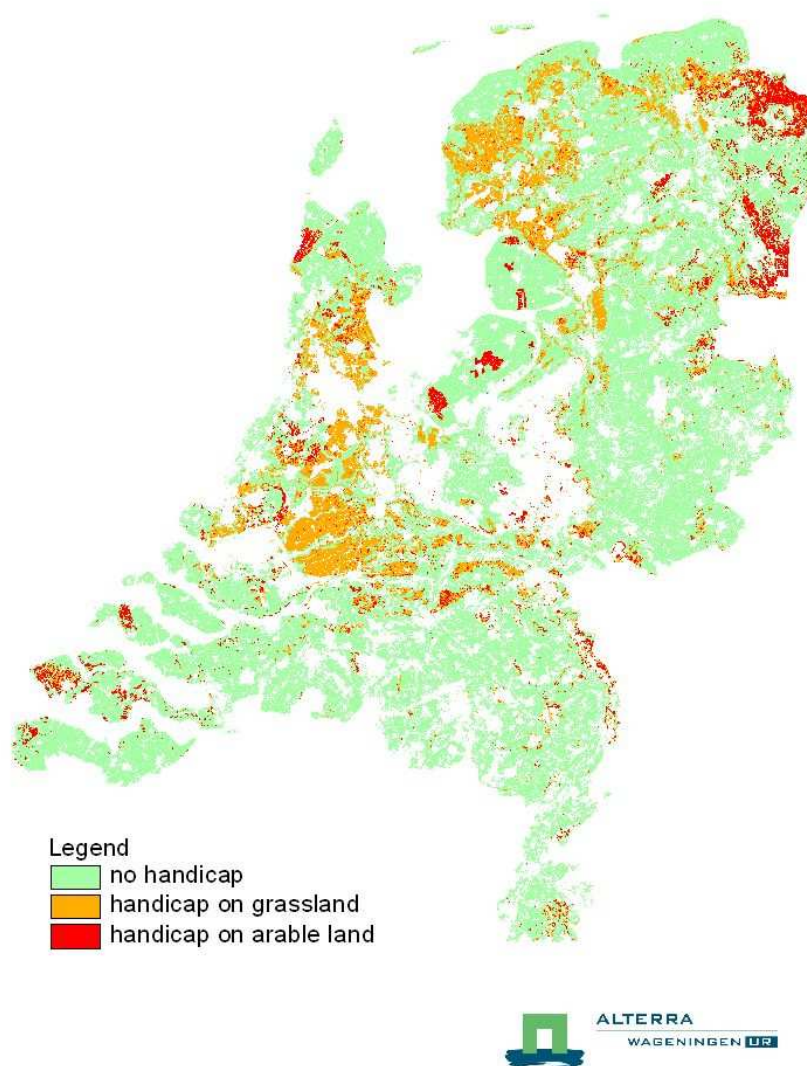 Legend
no handicap
handicap on grassland
handicap on arable land
ALTERRA
WAGENINGEN UR